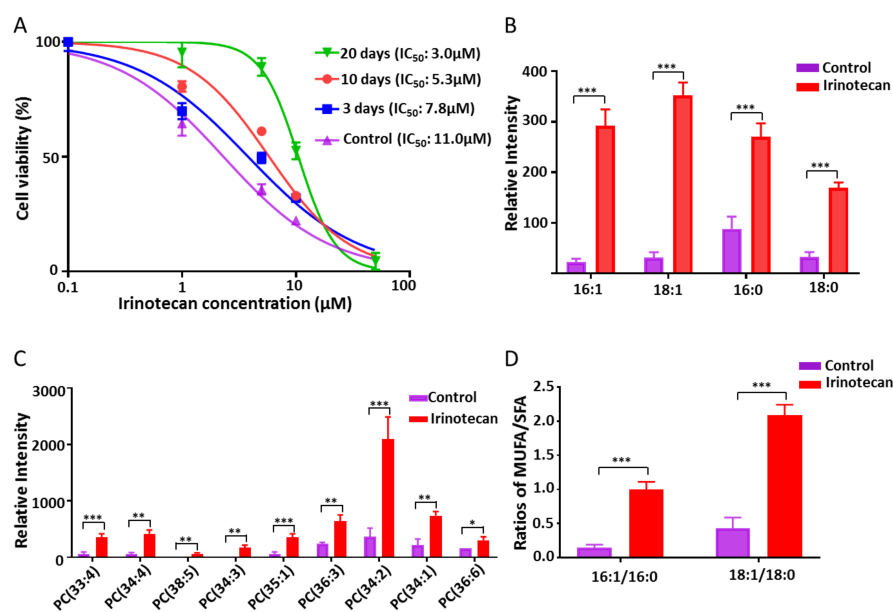 A
100
50
0
Cell viability (%)
0.1
1
10
100
Irinotecan concentration (μM)
20 days (IC50: 3.0μM)
10 days (IC50: 5.3μM)
3 days (IC50: 7.8μM)
Control (IC50: 11.0μM)
B
Control
Irinotecan
400
300
200
100
Relative Intensity
***
***
***
***
16:1
18:1
16:0
18:0
C
Control
Irinotecan
3000
2000
1000
0
Relative Intensity
***
**
**
**
***
**
***
**
*
PC(33:4)
PC(34:4)
PC(38:5)
PC(34:3)
PC(35:1)
PC(36:3)
PC(34:2)
PC(34:1)
PC(36:6)
D
Control
Irinotecan
2.5
2.0
1.5
1.0
0.5
0.0
Ratios of MUFA/SFA
***
***
16:1/16:0
18:1/18:0